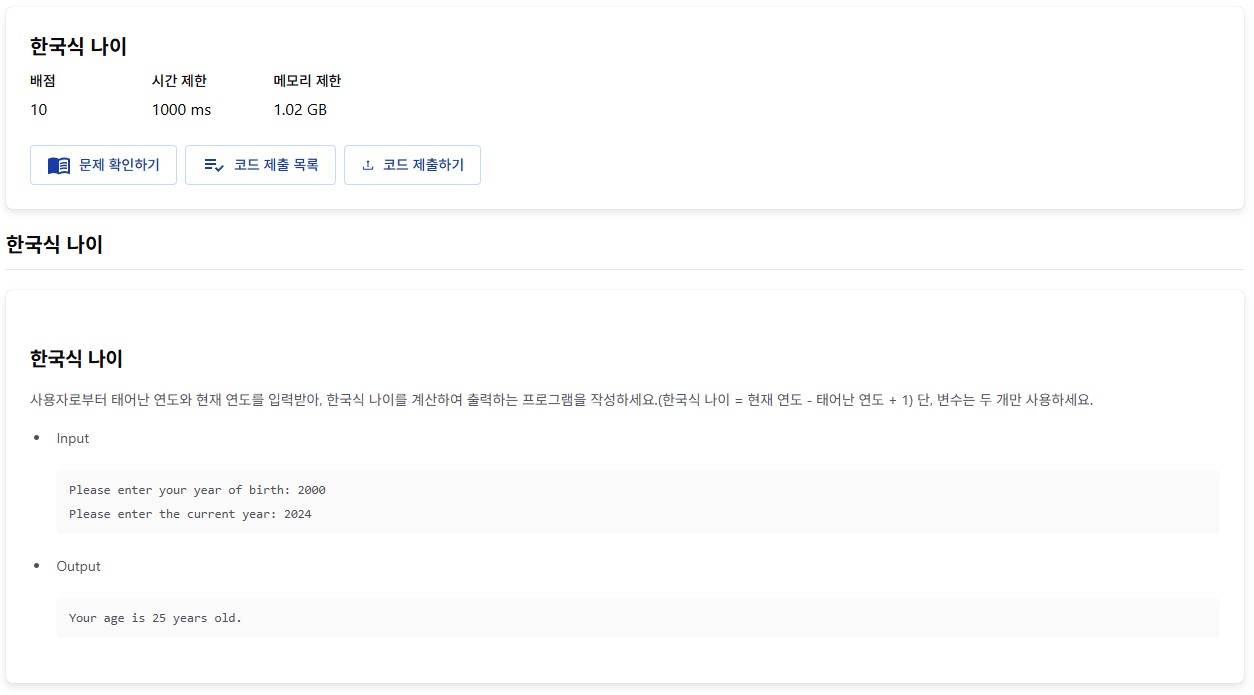 한국식 나이
배점 시간 제한 메모리 제한
10 1000 ms 1.02 GB
문제 확인하기 코드 제출 목록 코드 제출하기
한국식 나이
한국식 나이
사용자로부터 태어난 연도와 현재 연도를 입력받아, 한국식 나이를 계산하여 출력하는 프로그램을 작성하세요.(한국식 나이 = 현재 연도 - 태어난 연도 + 1) 단, 변수는 두 개만 사용하세요.
Input
Please enter your year of birth: 2000
Please enter the current year: 2024
Output
Your age is 25 years old.